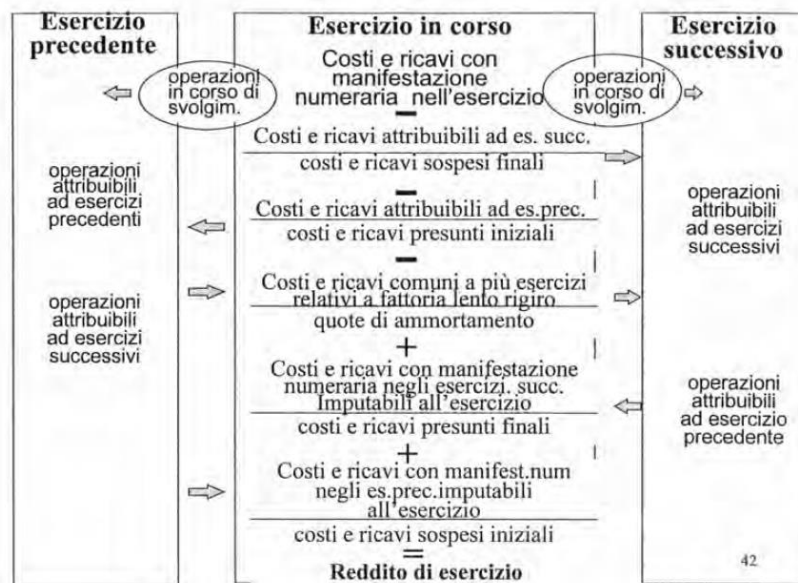 Esercizio
precedente
operazioni
in corso di
svolgim.
operazioni
attribuibili
ad esercizi
precedenti
operazioni
attribuibili
ad esercizi
successivi
Esercizio in corso
Costi e ricavi con
manifestazione
numeraria nell'esercizio
−
Costi e ricavi attribuibili ad es. succ.
costi e ricavi sospesi finali
−
Costi e ricavi attribuibili ad es.prec.
costi e ricavi presunti iniziali
−
Costi e ricavi comuni a più esercizi
relativi a fattoria lento rigiro
quote di ammortamento
+
Costi e ricavi con manifestazione
numeraria negli esercizi. succ.
Imputabili all'esercizio
costi e ricavi presunti finali
+
Costi e ricavi con manifest.num
negli es.prec.imputabili
all'esercizio
costi e ricavi sospesi iniziali
=
Reddito di esercizio
Esercizio
successivo
operazioni
in corso di
svolgim.
operazioni
attribuibili
ad esercizi
successivi
operazioni
attribuibili
ad esercizio
precedente
42